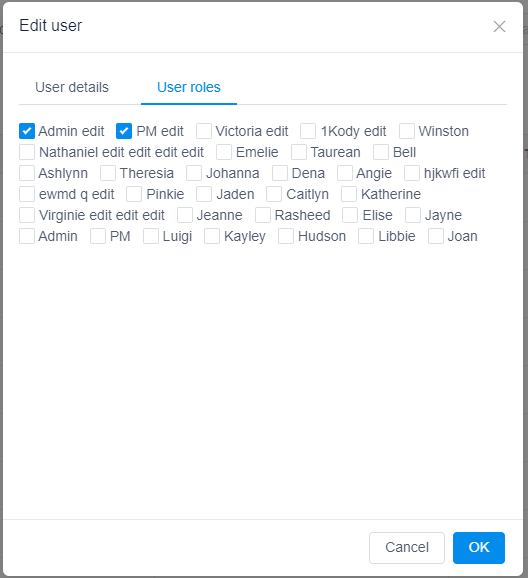 Edit user
User details User roles
Admin edit PM edit Victoria edit 1Kody edit Winston
Nathaniel edit edit edit edit Emelie Taurean Bell
Ashlynn Theresia Johanna Dena Angie hjkwfi edit
ewmd q edit Pinkie Jaden Caitlyn Katherine
Virginie edit edit edit Jeanne Rasheed Elise Jayne
Admin PM Luigi Kayley Hudson Libbie Joan
Cancel OK